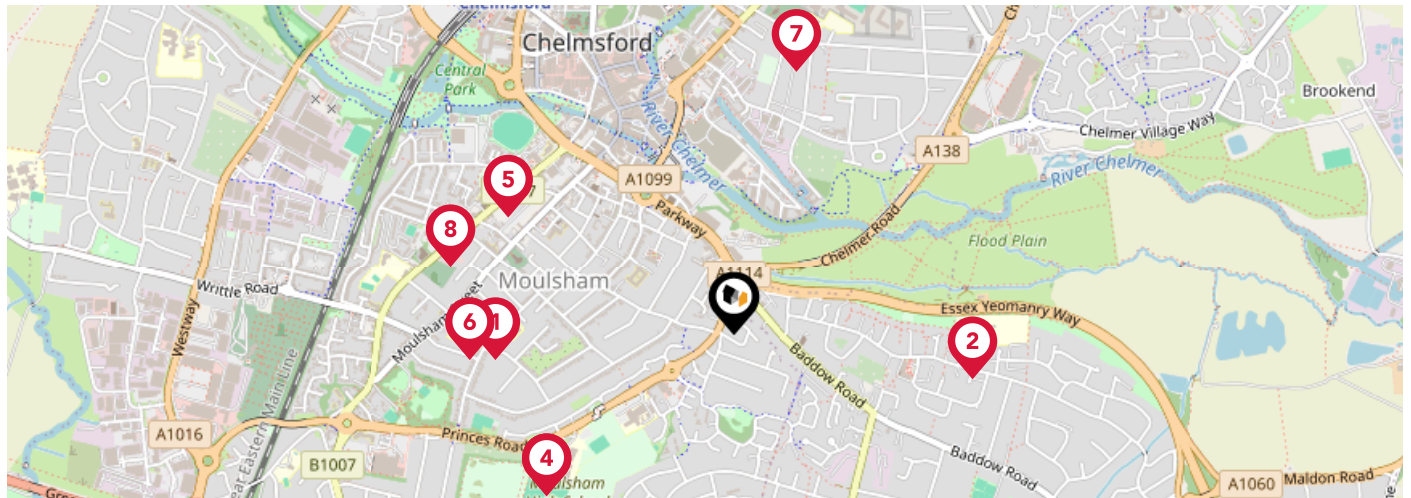 Chelmsford
Chelmsford
7
Central
Park
Brookend
Chelmer Village Way
A138
River Chelmer
River Chelmer
A1099
5
Parkway
Chelmer Road
8
Flood Plain
Moulsham
A1114
Writtle Road
Essex Yeomanry Way
Westway
Moulsham
6
1
2
Baddow Road
Eastern Main Line
A1016
Princes Road
B1007
4
Baddow Road
A1060
Maldon Road